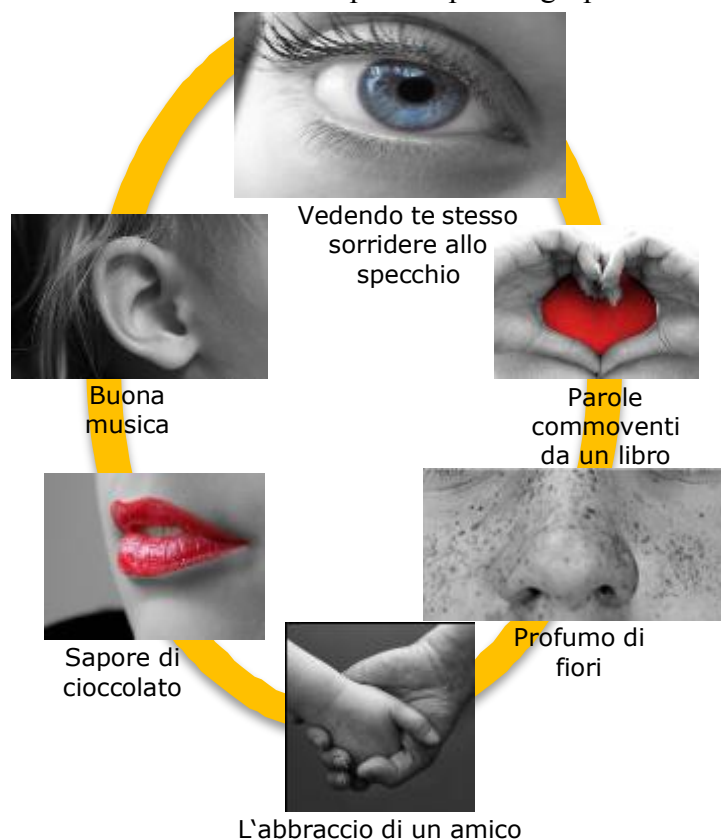 Vedendo te stesso
sorridere allo
specchio
Buona
musica
Parole
commoventi
da un libro
Sapore di
cioccolato
Profumo di
fiori
L'abbraccio di un amico